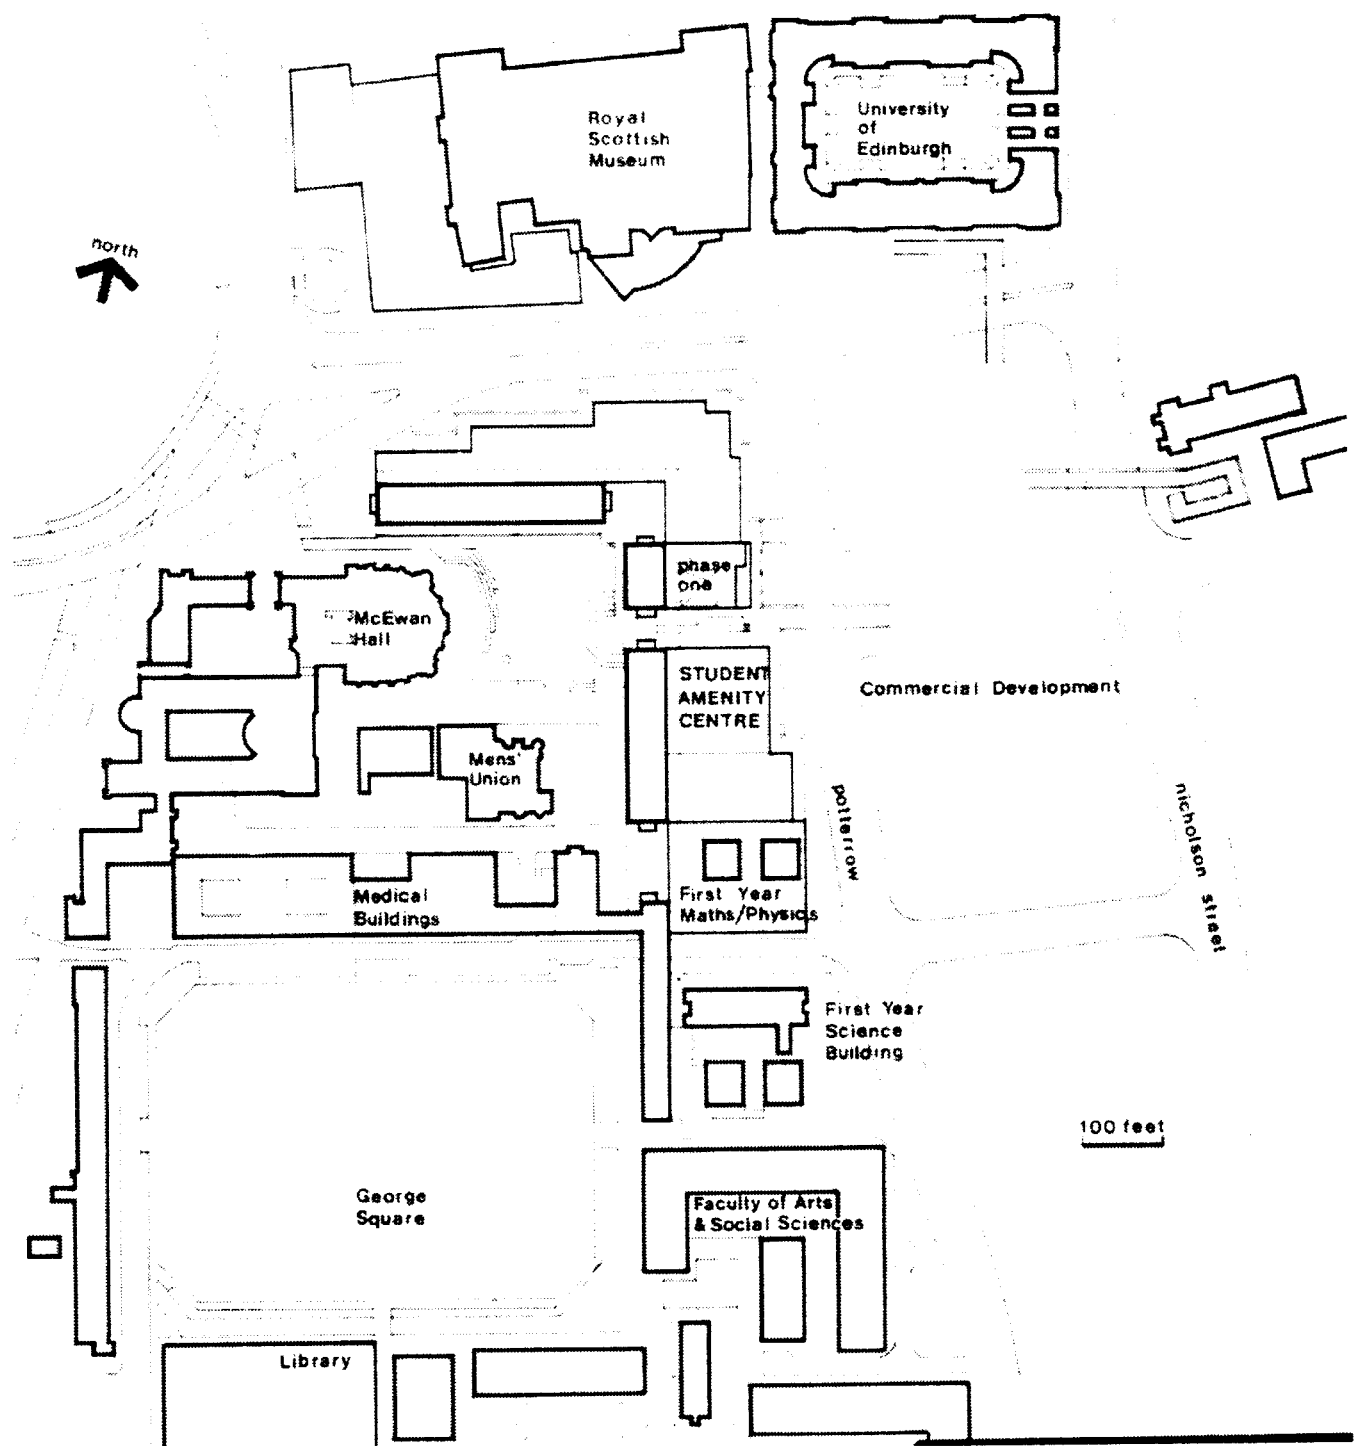 Royal
Scottish
Museum
University
of
Edinburgh
north
phase
one
McEwan
Hall
STUDENT
AMENITY
CENTRE
Commercial Development
Mens'
Union
potterrow
nicholson street
Medical
Buildings
First Year
Maths/Physics
First Year
Science
Building
100 feet
George
Square
Faculty of Arts
& Social Sciences
Library